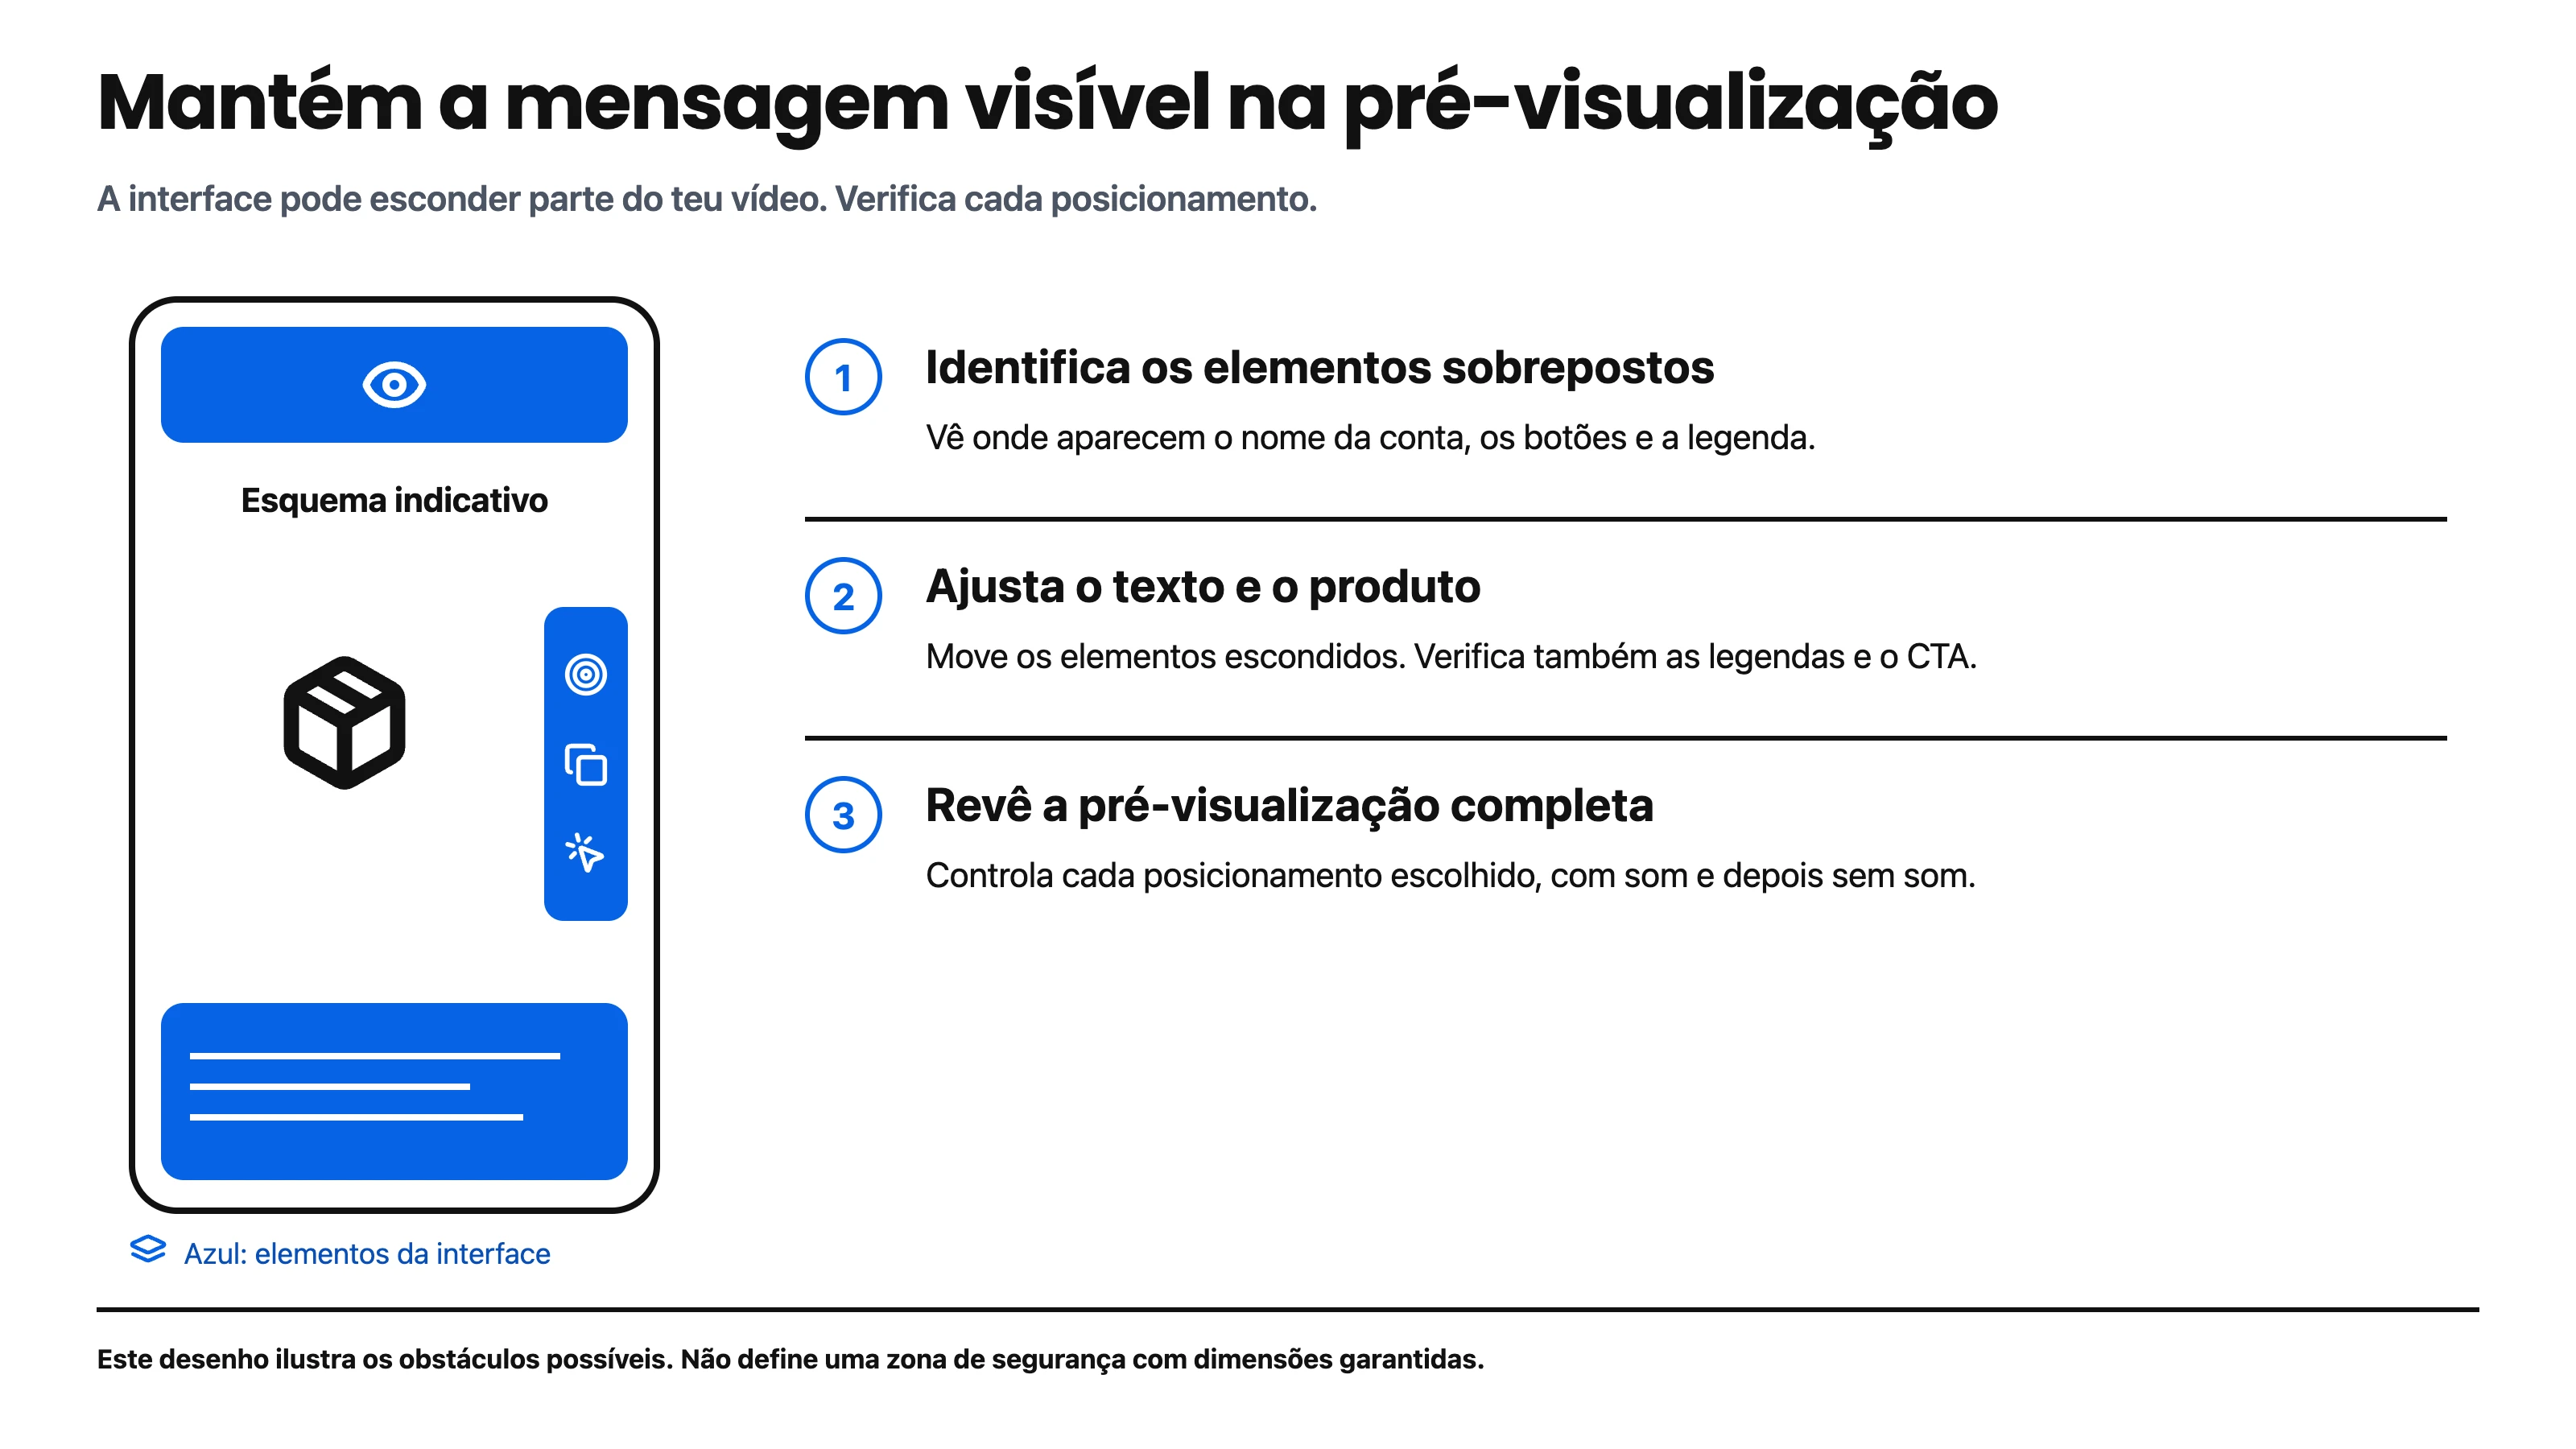 Mantém a mensagem visível na pré-visualização
A interface pode esconder parte do teu vídeo. Verifica cada posicionamento.
Esquema indicativo
Azul: elementos da interface
1
Identifica os elementos sobrepostos
Vê onde aparecem o nome da conta, os botões e a legenda.
2
Ajusta o texto e o produto
Move os elementos escondidos. Verifica também as legendas e o CTA.
3
Revê a pré-visualização completa
Controla cada posicionamento escolhido, com som e depois sem som.
Este desenho ilustra os obstáculos possíveis. Não define uma zona de segurança com dimensões garantidas.